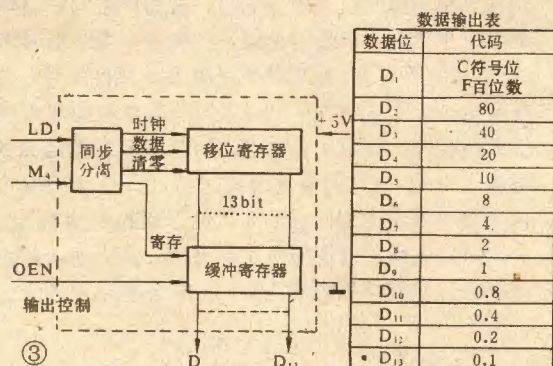 LD
M₄
OEN
输出控制
同步
分离
时钟
数据
清零
寄存
移位寄存器
13bit
缓冲寄存器
+5V
D
③
数据输出表
数据位 代码
D₁ C符号位
F百位数
D₂ 80
D₃ 40
D₄ 20
D₅ 10
D₆ 8
D₇ 4
D₈ 2
D₉ 1
D₁₀ 0.8
D₁₁ 0.4
D₁₂ 0.2
D₁₃ 0.1